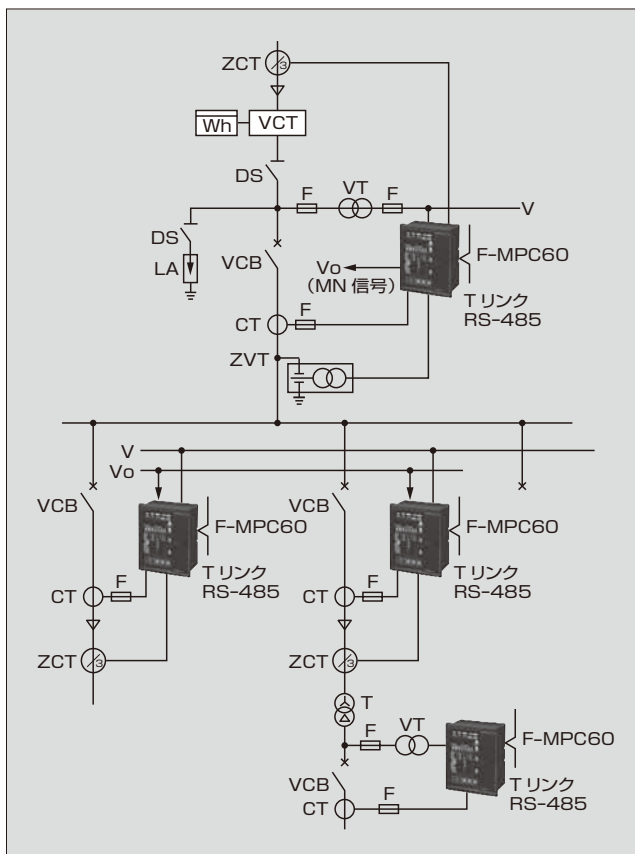 ZCT
3
Wh
VCT
DS
F
VT
F
V
DS
LA
VCB
Vo
(MN 信号)
F-MPC60
T リンク
RS-485
CT
F
ZVT
V
Vo
VCB
F-MPC60
T リンク
RS-485
CT
F
ZCT
3
VCB
F-MPC60
T リンク
RS-485
CT
F
ZCT
3
T
F
VT
F-MPC60
T リンク
RS-485
VCB
CT
F